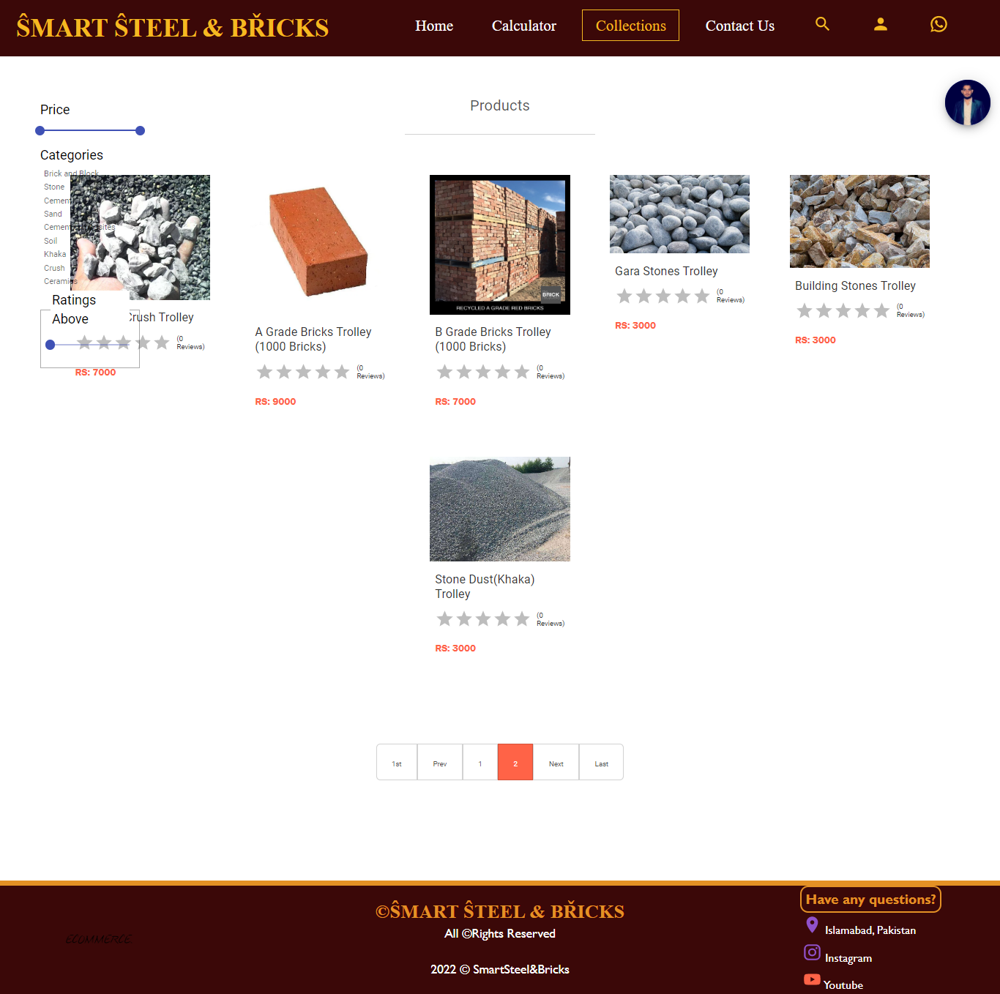 ŜMART ŜTEEL & BŘICKS
Home
Calculator
Collections
Contact Us
Products
Price
Categories
Brick and Block
Stone
Cement
Sand
Soil
Khaka
Crush
Ceramics
Ratings
Above
Crush Trolley
(0
Reviews)
RS: 7000
A Grade Bricks Trolley
(1000 Bricks)
(0
Reviews)
RS: 9000
BRICK
RECYCLED A GRADE RED BRICKS
B Grade Bricks Trolley
(1000 Bricks)
(0
Reviews)
RS: 7000
Gara Stones Trolley
(0
Reviews)
RS: 3000
Building Stones Trolley
(0
Reviews)
RS: 3000
Stone Dust(Khaka)
Trolley
(0
Reviews)
RS: 3000
1st
Prev
1
2
Next
Last
ECOMMERCE
©ŜMART ŜTEEL & BŘICKS
All ©Rights Reserved
2022 © SmartSteel&Bricks
Have any questions?
Islamabad, Pakistan
Instagram
Youtube